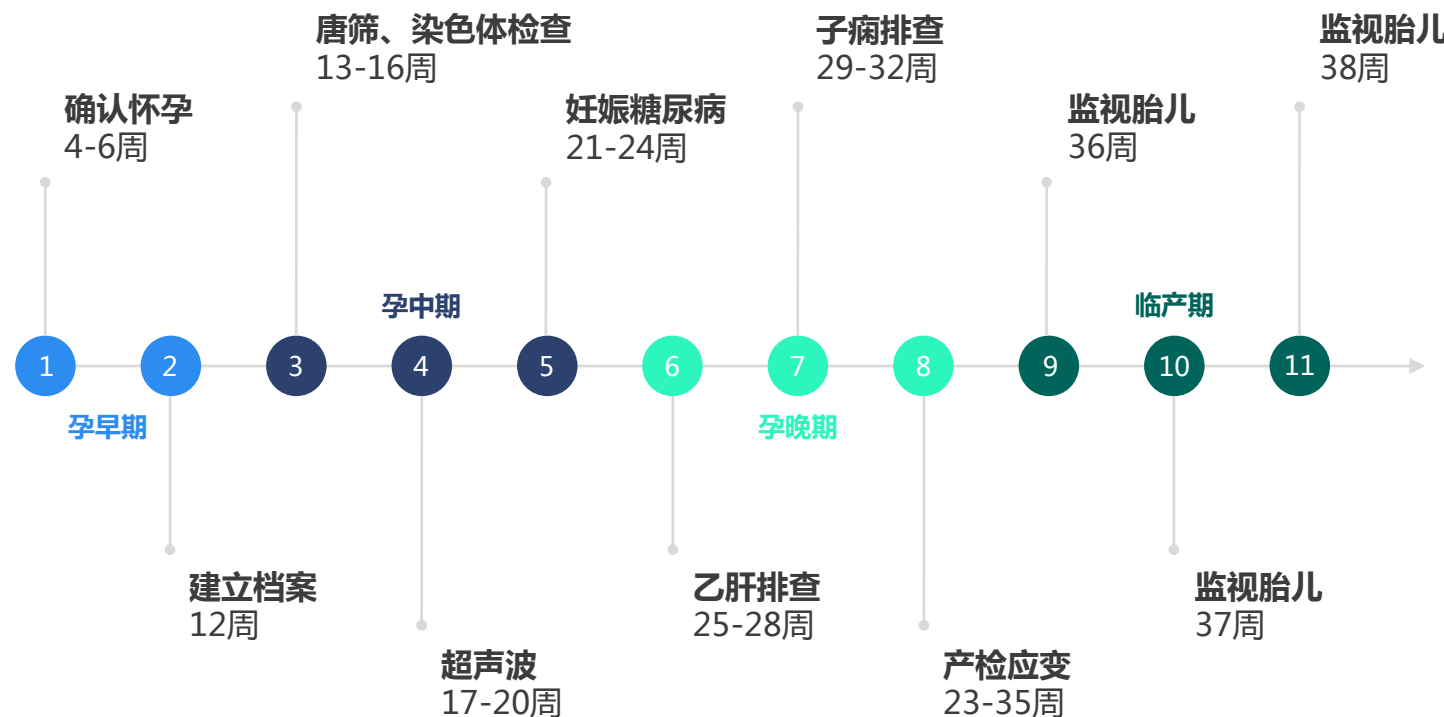 唐筛、染色体检查
13-16周
子痫排查
29-32周
监视胎儿
38周
确认怀孕
4-6周
妊娠糖尿病
21-24周
监视胎儿
36周
孕中期
临产期
1
2
3
4
5
6
7
8
9
10
11
孕早期
孕晚期
建立档案
12周
乙肝排查
25-28周
监视胎儿
37周
超声波
17-20周
产检应变
23-35周